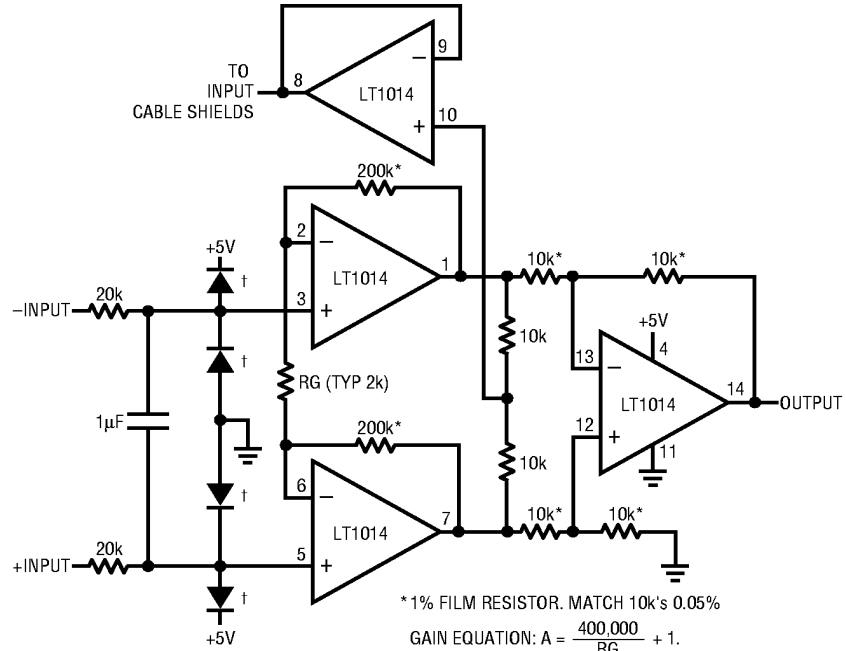 TO
INPUT
CABLE SHIELDS
8
9
−
LT1014
10
+
200k*
2
−
1
LT1014
3
+
+5V
†
20k
−INPUT
†
1µF
RG (TYP 2k)
10k*
10k*
10k
+5V
4
13
−
14
LT1014
OUTPUT
12
+
11
200k*
10k
6
−
7
LT1014
5
+
†
20k
+INPUT
†
+5V
10k*
10k*
*1% FILM RESISTOR. MATCH 10k's 0.05%
GAIN EQUATION: A = 400,000
RG
+ 1.